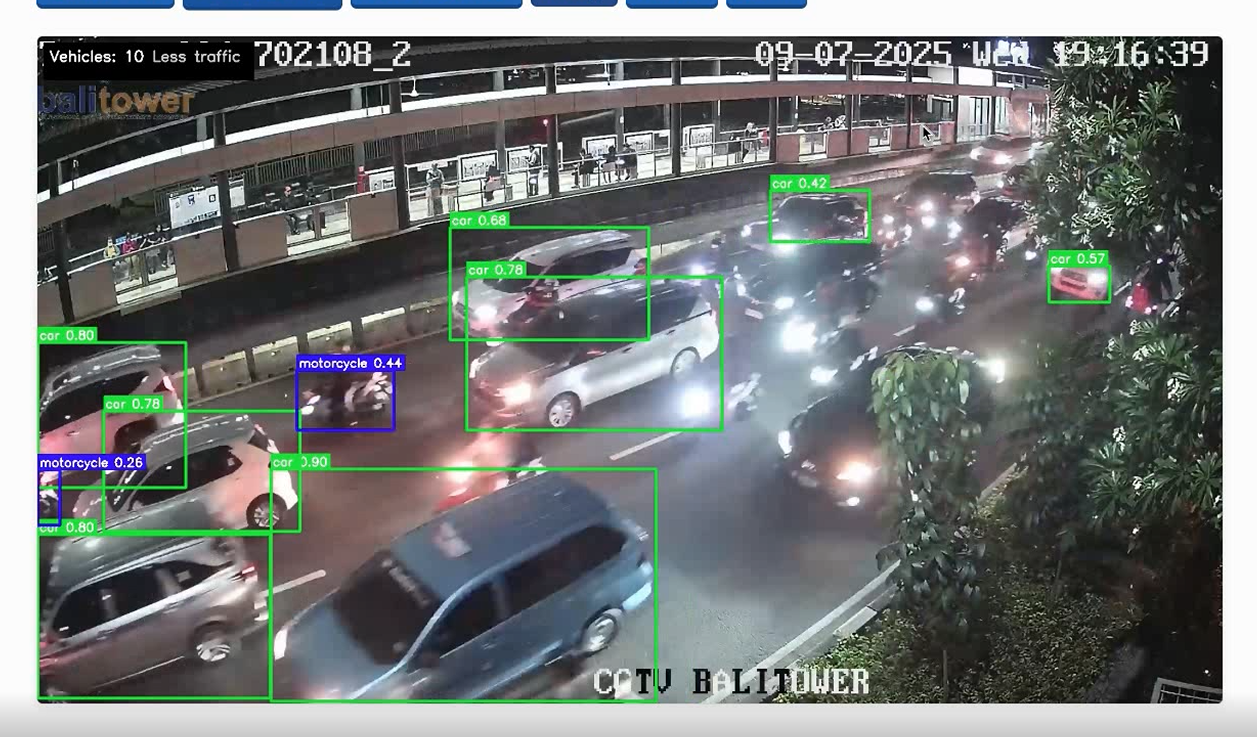 Vehicles: 10 Less traffic
702108_2
09-07-2025 Wed 19:16:39
balitower
car 0.42
car 0.68
car 0.57
car 0.78
car 0.80
motorcycle 0.44
car 0.78
motorcycle 0.26
car 0.90
car 0.80
CCTV BALITOWER